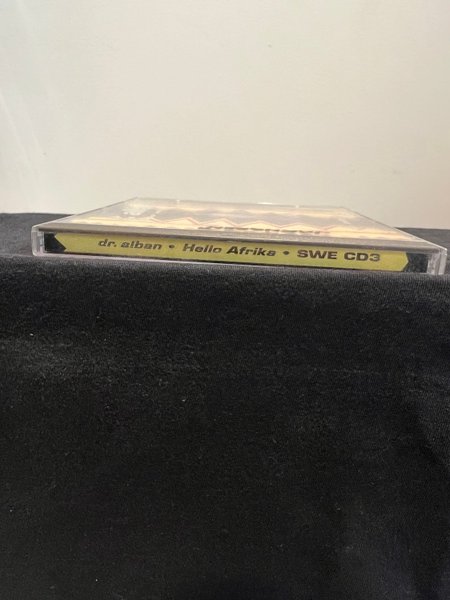 dr. alban • Hello Afrika • SWE CD3